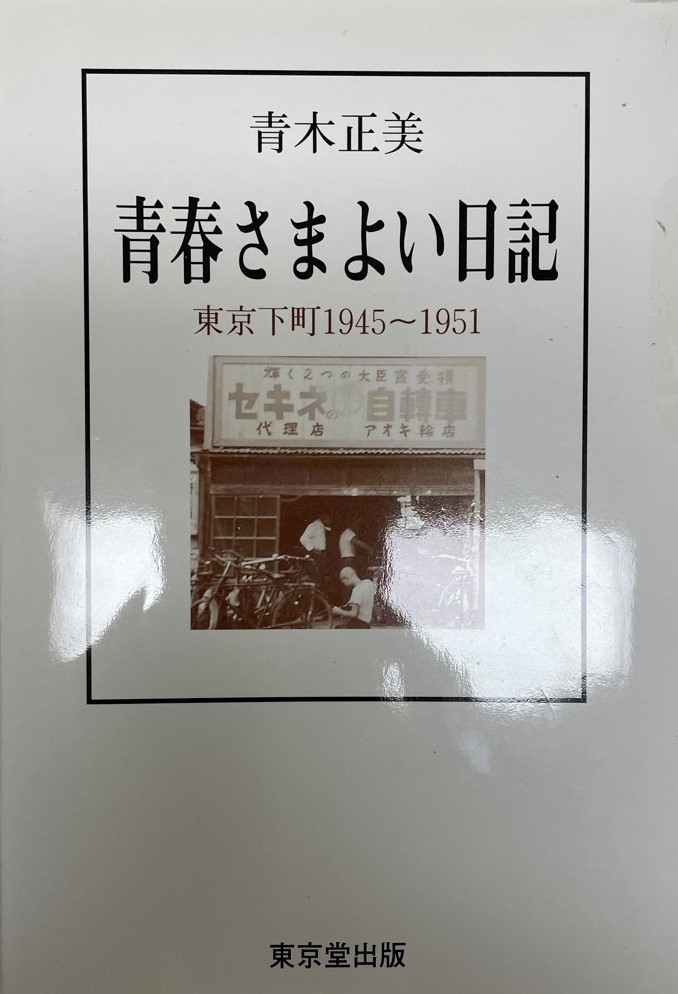 青木正美
青春さまよい日記
東京下町1945〜1951
輝く2つの大臣賞受領
セキネの 自轉車
代理店 アオキ輪店
東京堂出版